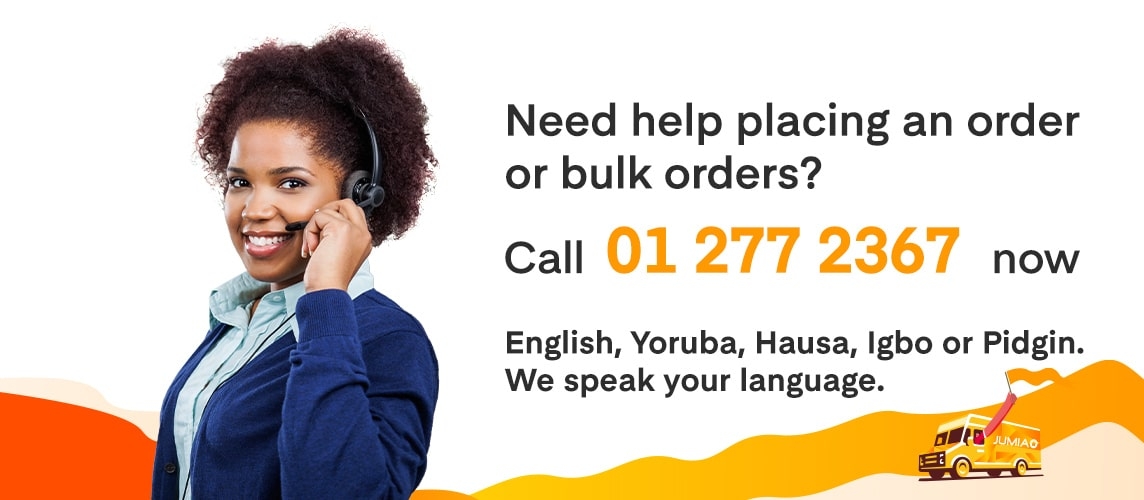 Need help placing an order
or bulk orders?
Call 01 277 2367 now
English, Yoruba, Hausa, Igbo or Pidgin.
We speak your language.
JUMIA